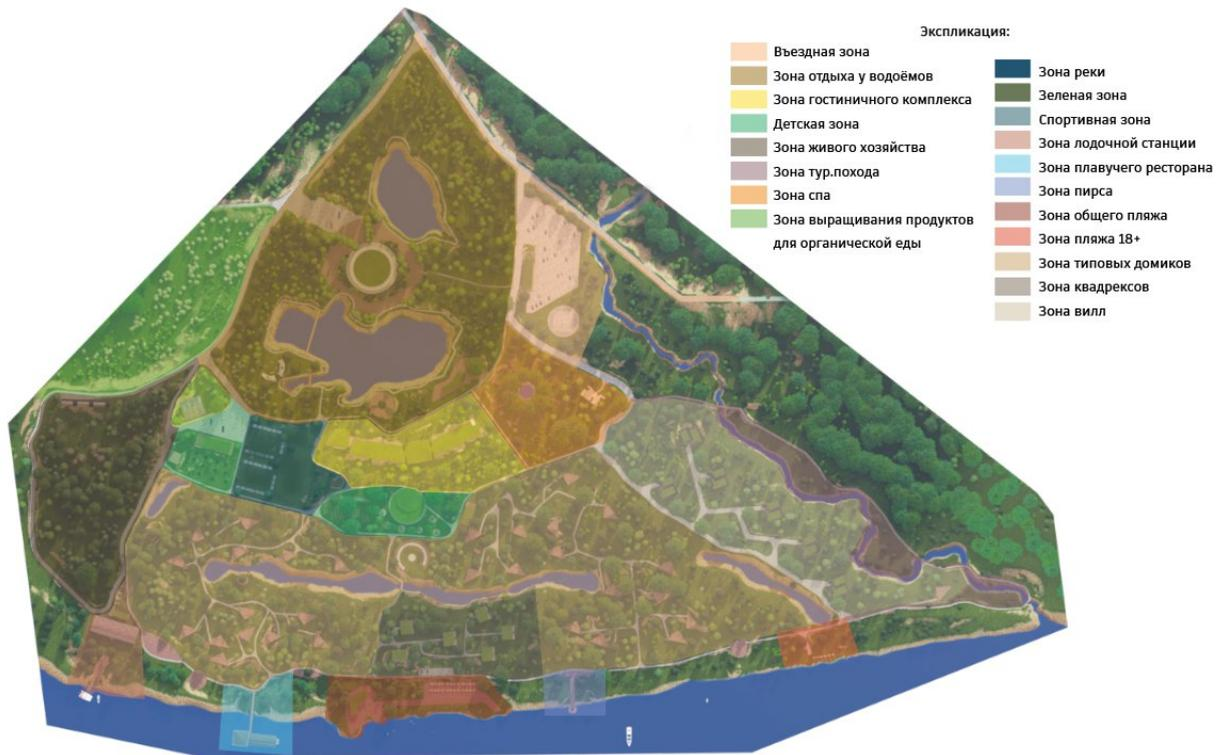 Экспликация:
Въездная зона
Зона отдыха у водоёмов
Зона гостиничного комплекса
Детская зона
Зона живого хозяйства
Зона тур.похода
Зона спа
Зона выращивания продуктов
для органической еды
Зона реки
Зеленая зона
Спортивная зона
Зона лодочной станции
Зона плавучего ресторана
Зона пирса
Зона общего пляжа
Зона пляжа 18+
Зона типовых домиков
Зона квадрексов
Зона вилл